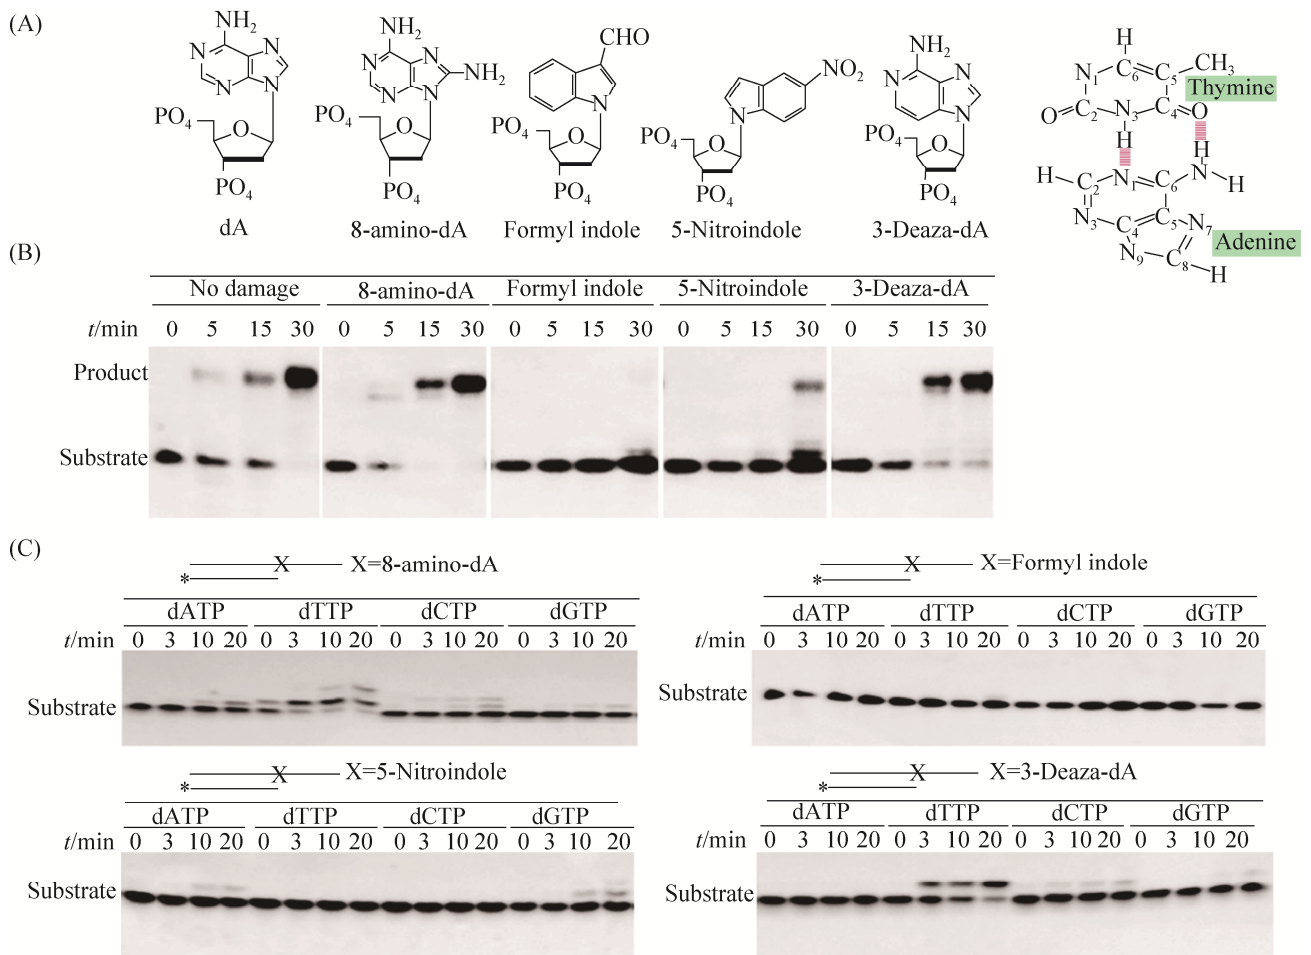 (A)
NH2
N
N
N
N
PO4
O
PO4
dA
NH2
N
N
N
N
NH2
PO4
O
PO4
8-amino-dA
CHO
N
PO4
O
PO4
Formyl indole
NO2
N
PO4
O
PO4
5-Nitroindole
NH2
N
N
N
PO4
O
PO4
3-Deaza-dA
H
N1
C6
C5
CH3
Thymine
O
C2
N3
C4
O
H
H
H
C2
N1
C6
N
H
N3
C4
C5
N7
Adenine
N9
C8
H
(B)
No damage 8-amino-dA Formyl indole 5-Nitroindole 3-Deaza-dA
t/min 0 5 15 30 0 5 15 30 0 5 15 30 0 5 15 30 0 5 15 30
Product
Substrate
(C)
X X=8-amino-dA
*
dATP dTTP dCTP dGTP
t/min 0 3 10 20 0 3 10 20 0 3 10 20 0 3 10 20
Substrate
X X=Formyl indole
*
dATP dTTP dCTP dGTP
t/min 0 3 10 20 0 3 10 20 0 3 10 20 0 3 10 20
Substrate
X X=5-Nitroindole
*
dATP dTTP dCTP dGTP
t/min 0 3 10 20 0 3 10 20 0 3 10 20 0 3 10 20
Substrate
X X=3-Deaza-dA
*
dATP dTTP dCTP dGTP
t/min 0 3 10 20 0 3 10 20 0 3 10 20 0 3 10 20
Substrate